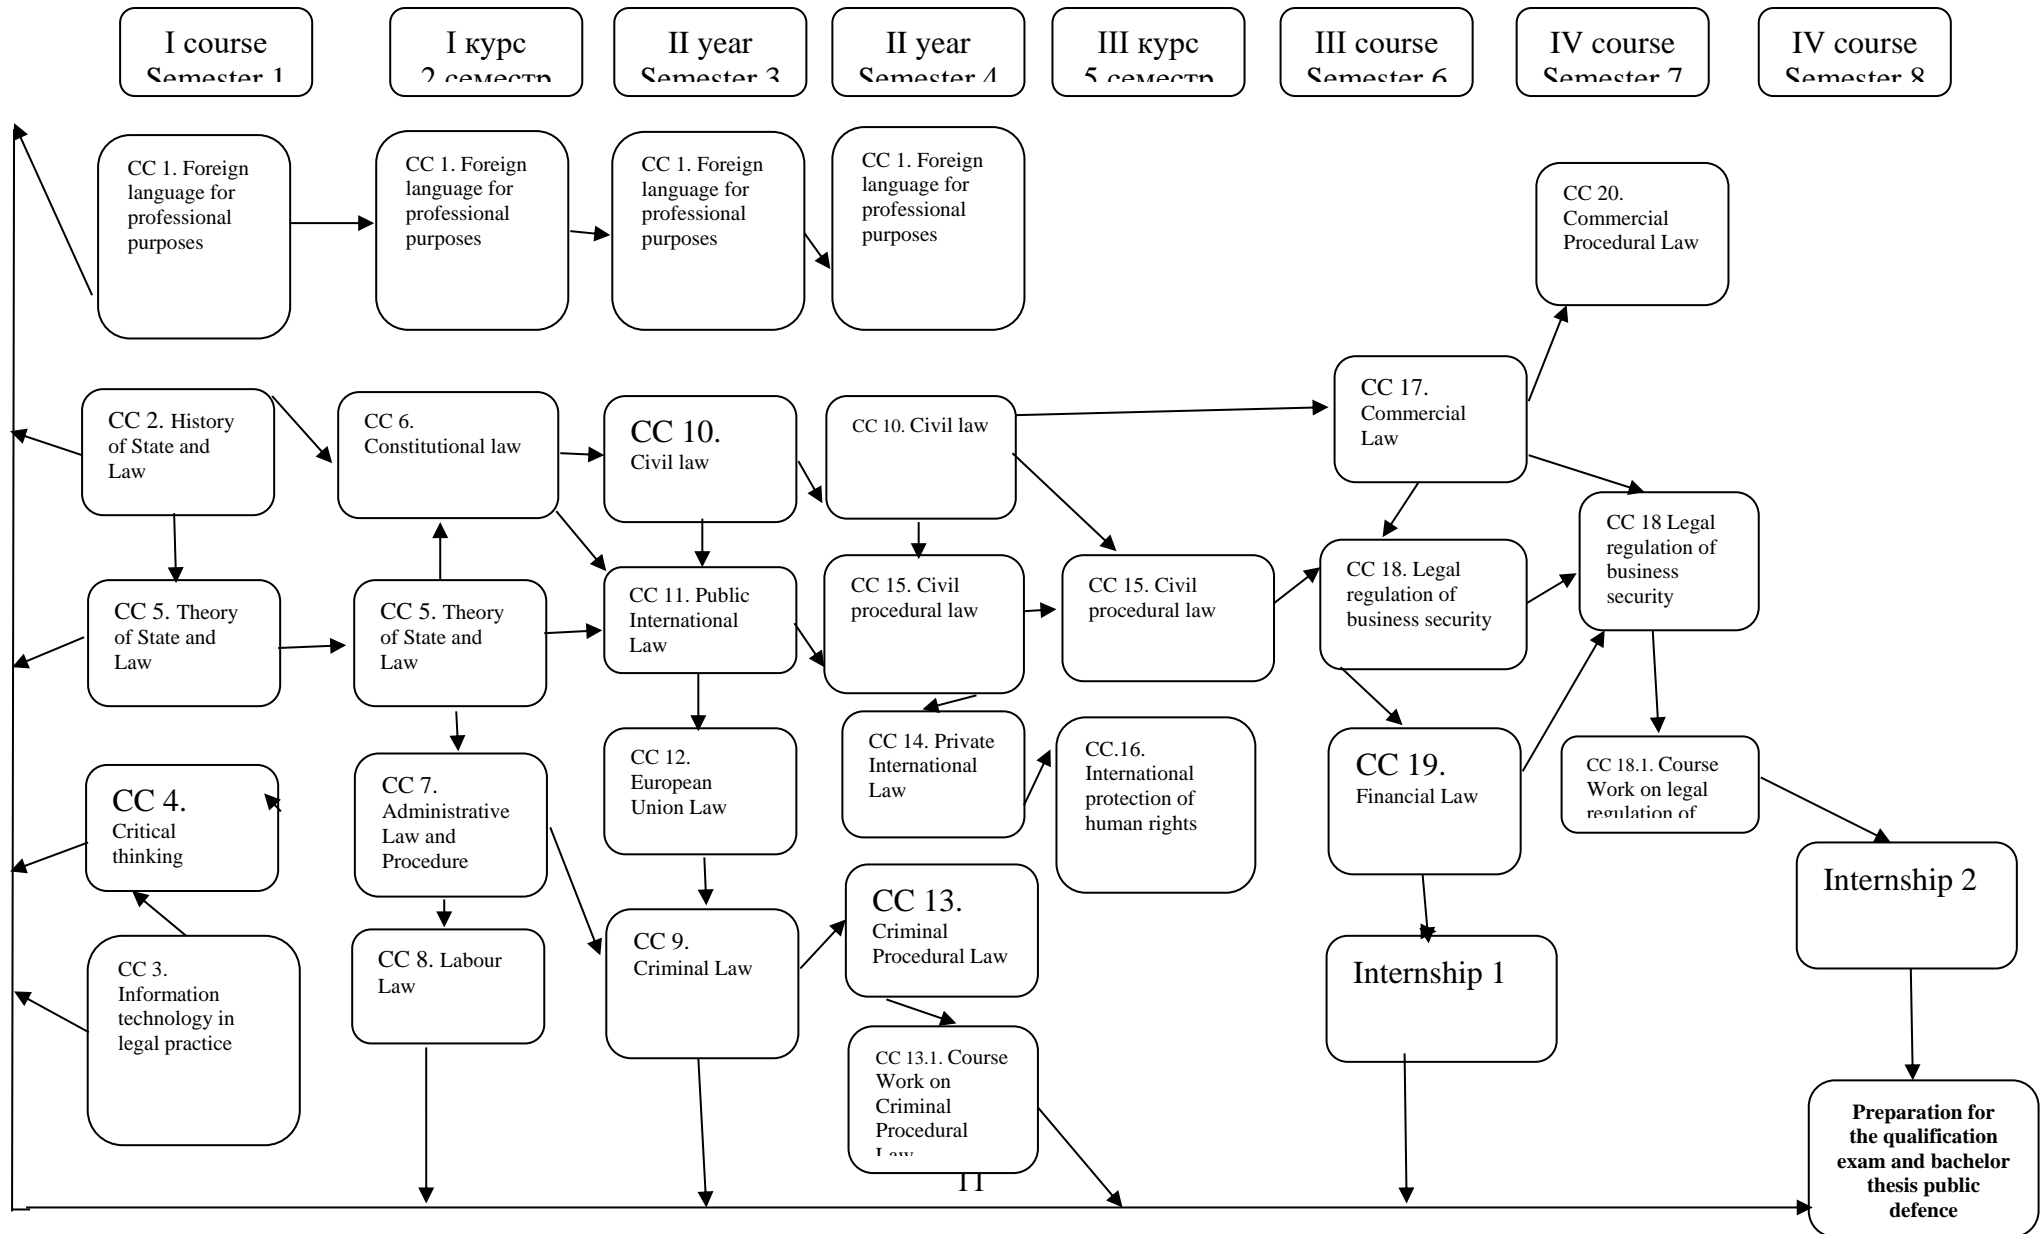 I course
Semester 1
I курс
2 семестр
II year
Semester 3
II year
Semester 4
III курс
5 семестр
III course
Semester 6
IV course
Semester 7
IV course
Semester 8
CC 1. Foreign
language for
professional
purposes
CC 1. Foreign
language for
professional
purposes
CC 1. Foreign
language for
professional
purposes
CC 1. Foreign
language for
professional
purposes
CC 20.
Commercial
Procedural Law
CC 2. History
of State and
Law
CC 6.
Constitutional law
CC 10.
Civil law
CC 10. Civil law
CC 17.
Commercial
Law
CC 18 Legal
regulation of
business
security
CC 5. Theory
of State and
Law
CC 5. Theory
of State and
Law
CC 11. Public
International
Law
CC 15. Civil
procedural law
CC 15. Civil
procedural law
CC 18. Legal
regulation of
business security
CC 4.
Critical
thinking
CC 7.
Administrative
Law and
Procedure
CC 12.
European
Union Law
CC 14. Private
International
Law
CC.16.
International
protection of
human rights
CC 19.
Financial Law
CC 18.1. Course
Work on legal
regulation of
CC 3.
Information
technology in
legal practice
CC 8. Labour
Law
CC 9.
Criminal Law
CC 13.
Criminal
Procedural Law
Internship 1
Internship 2
CC 13.1. Course
Work on
Criminal
Procedural
Law
11
Preparation for
the qualification
exam and bachelor
thesis public
defence